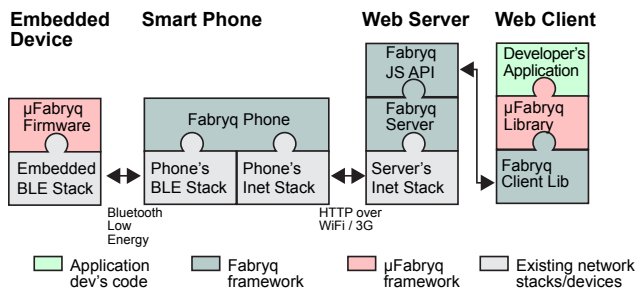 Embedded
Device
Smart Phone
Web Server
Web Client
Fabryq
JS API
Developer's
Application
µFabryq
Firmware
Fabryq Phone
Fabryq
Server
µFabryq
Library
Embedded
BLE Stack
Phone's
BLE Stack
Phone's
Inet Stack
Server's
Inet Stack
Fabryq
Client Lib
Bluetooth
Low
Energy
HTTP over
WiFi / 3G
Application
dev's code
Fabryq
framework
µFabryq
framework
Existing network
stacks/devices